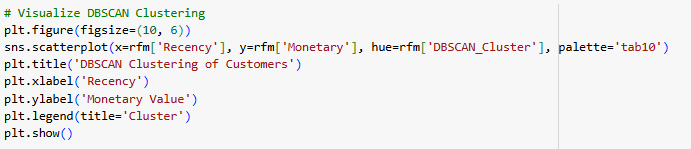 # Visualize DBSCAN Clustering
plt.figure(figsize=(10, 6))
sns.scatterplot(x=rfm['Recency'], y=rfm['Monetary'], hue=rfm['DBSCAN_Cluster'], palette='tab10')
plt.title('DBSCAN Clustering of Customers')
plt.xlabel('Recency')
plt.ylabel('Monetary Value')
plt.legend(title='Cluster')
plt.show()